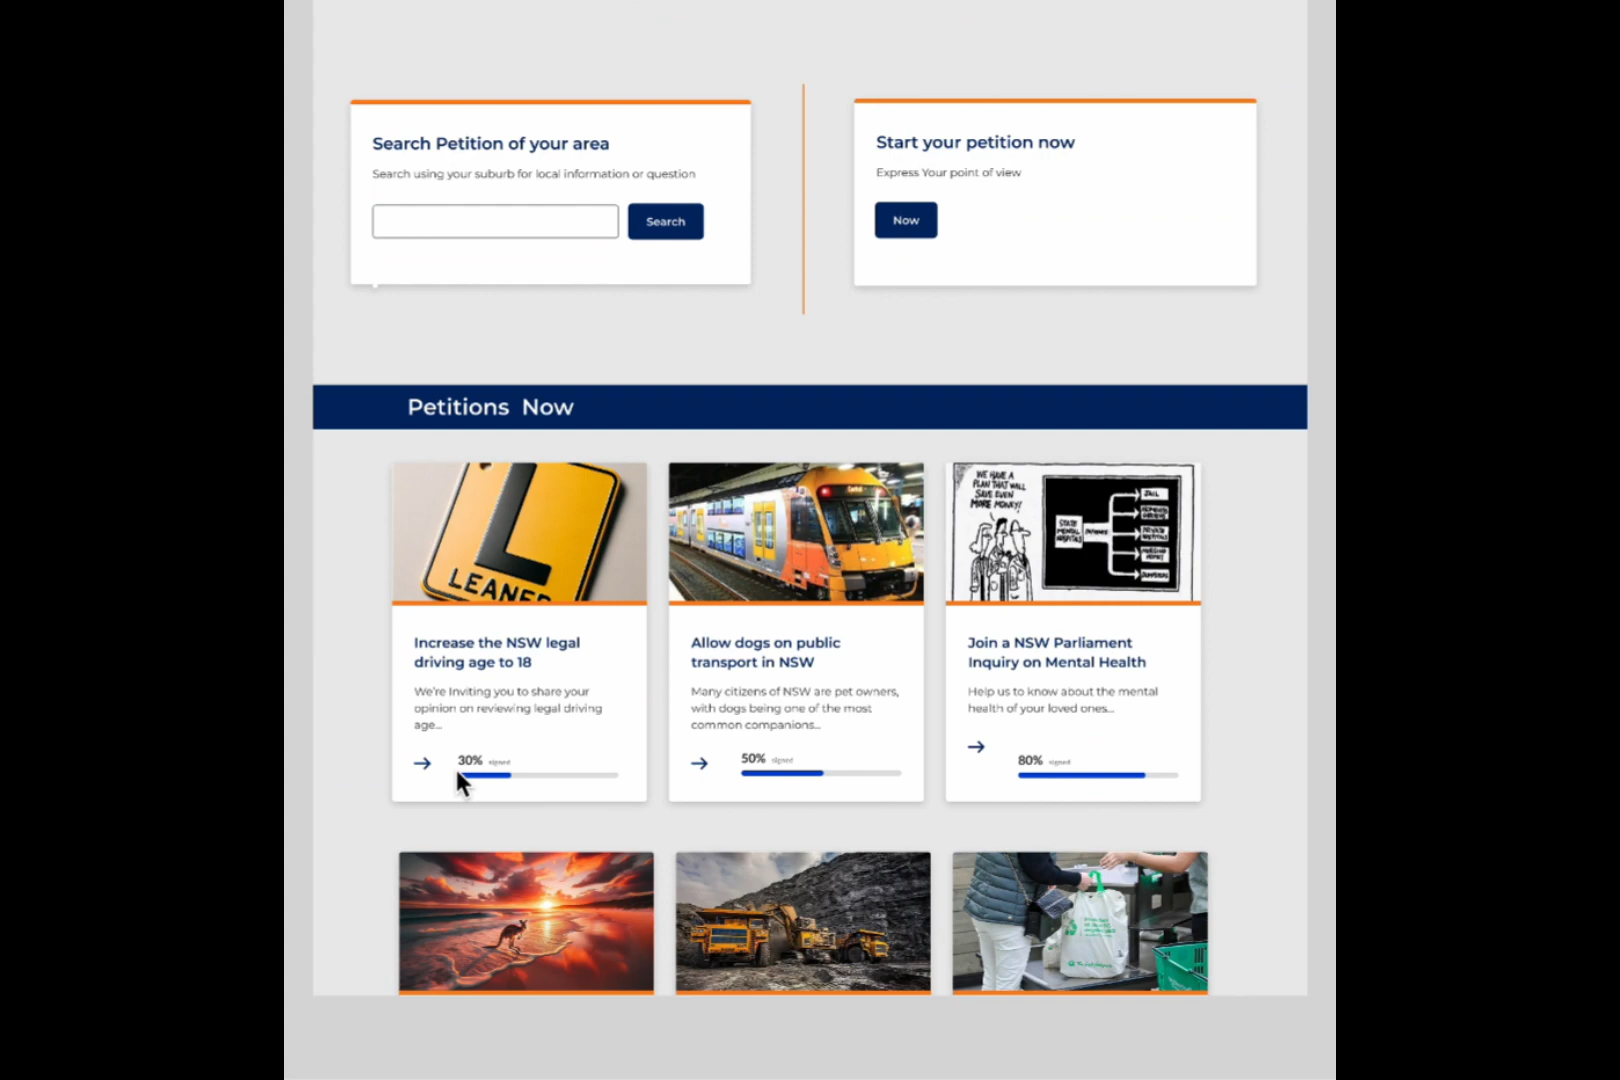 Search Petition of your area
Search using your suburb for local information or question
Search
Start your petition now
Express Your point of view
Now
Petitions Now
LEANER
WE HAVE A
PLAN THAT WILL
SAVE EVEN
MORE MONEY!
STATE
MENTAL
HOSPITALS
PATIENTS
JAIL
Increase the NSW legal
driving age to 18
We're Inviting you to share your
opinion on reviewing legal driving
age...
30% signed
Allow dogs on public
transport in NSW
Many citizens of NSW are pet owners,
with dogs being one of the most
common companions...
50% signed
Join a NSW Parliament
Inquiry on Mental Health
Help us to know about the mental
health of your loved ones...
80% signed